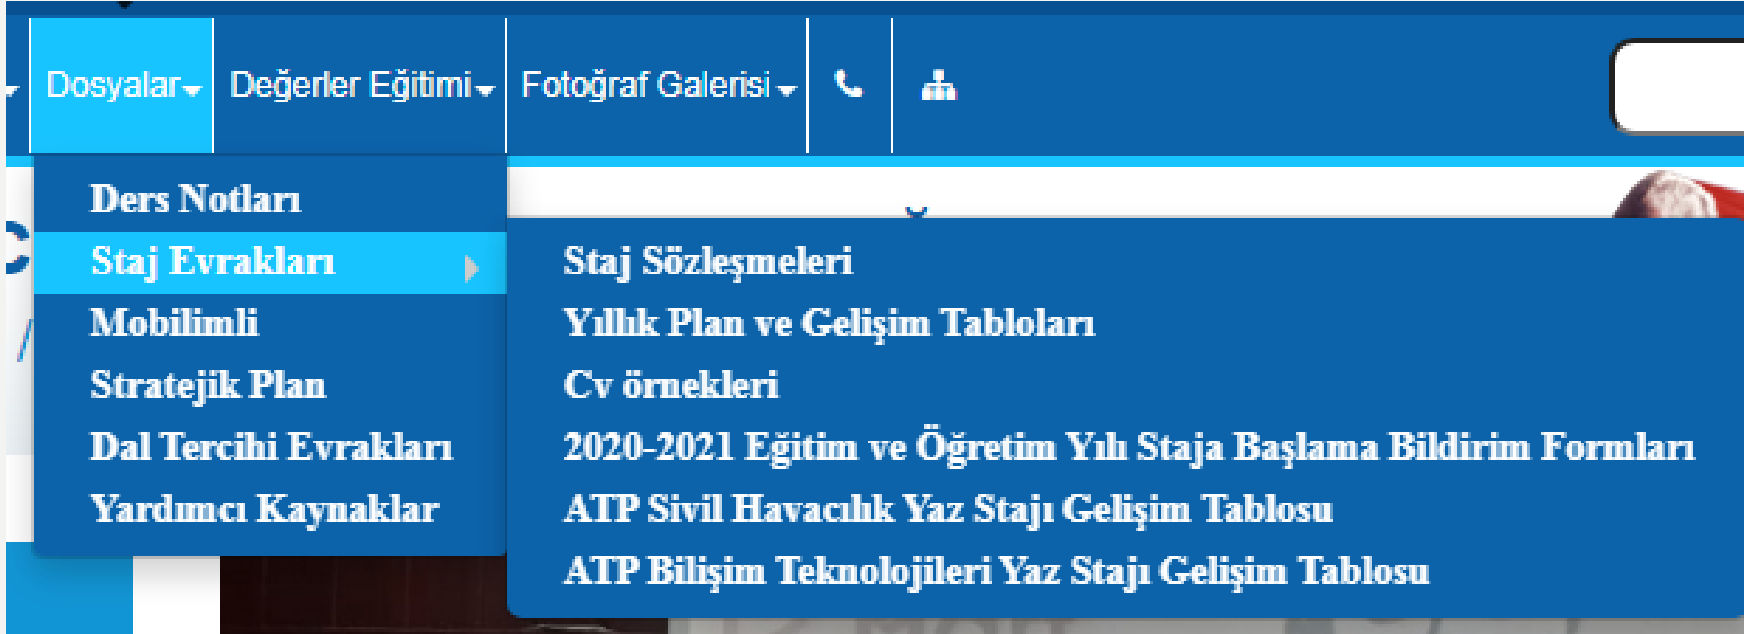 Dosyalar
Değerler Eğitimi
Fotoğraf Galerisi
Ders Notları
Staj Evrakları
Mobilimli
Stratejik Plan
Dal Tercihi Evrakları
Yardımcı Kaynaklar
Staj Sözleşmeleri
Yıllık Plan ve Gelişim Tabloları
Cv örnekleri
2020-2021 Eğitim ve Öğretim Yılı Staja Başlama Bildirim Formları
ATP Sivil Havacılık Yaz Stajı Gelişim Tablosu
ATP Bilişim Teknolojileri Yaz Stajı Gelişim Tablosu